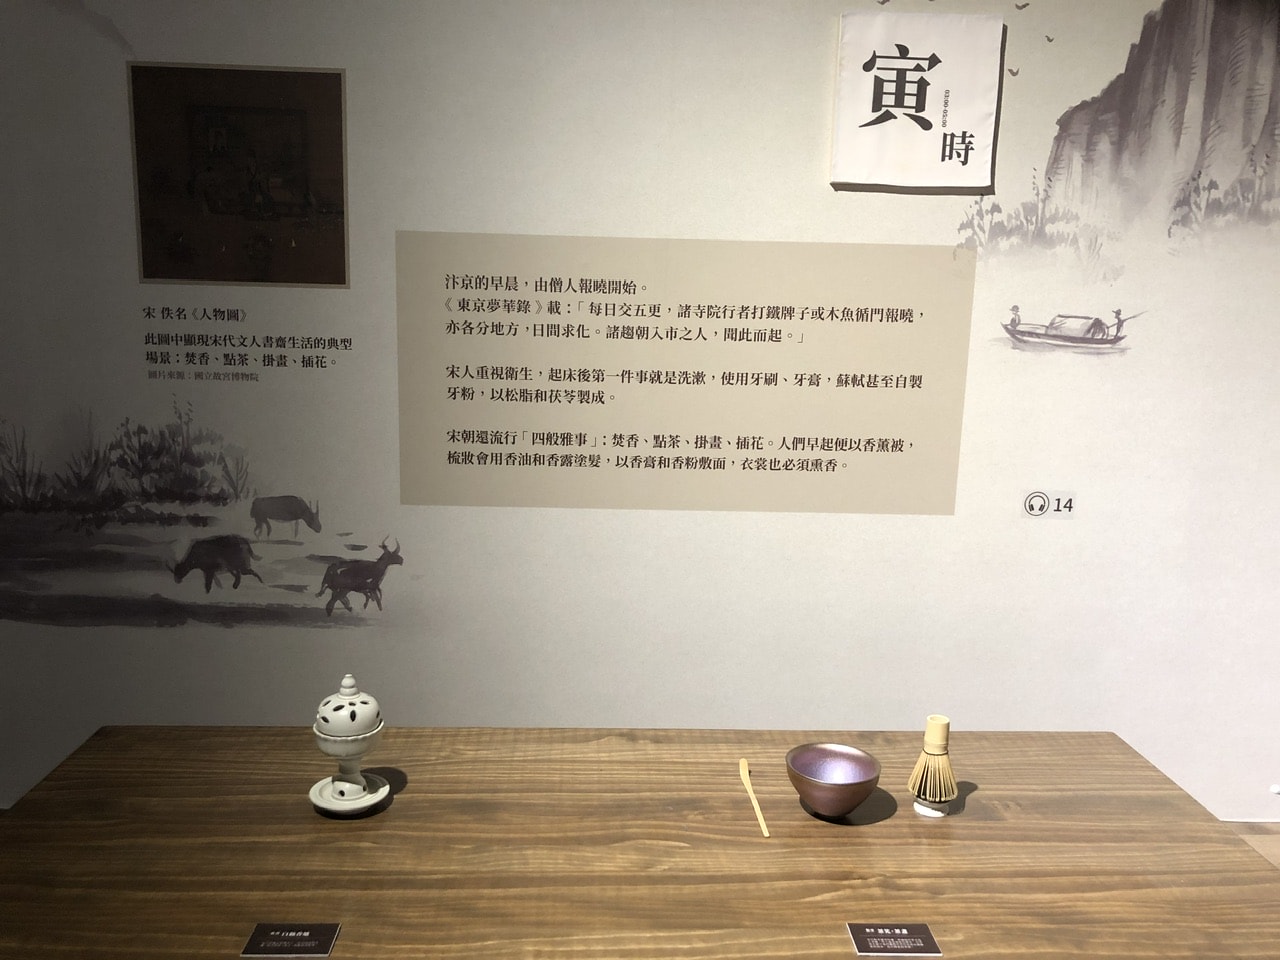 寅
03:00-05:00
時
宋 佚名《人物圖》
此圖中顯現宋代文人書齋生活的典型
場景：焚香、點茶、掛畫、插花。
圖片來源：國立故宮博物院
汴京的早晨，由僧人報曉開始。
《東京夢華錄》載：「每日交五更，諸寺院行者打鐵牌子或木魚循門報曉，
亦各分地方，日間求化。諸趨朝入市之人，聞此而起。」
宋人重視衛生，起床後第一件事就是洗漱，使用牙刷、牙膏，蘇軾甚至自製
牙粉，以松脂和茯苓製成。
宋朝還流行「四般雅事」：焚香、點茶、掛畫、插花。人們早起便以香薰被，
梳妝會用香油和香露塗髮，以香膏和香粉敷面，衣裳也必須熏香。
14